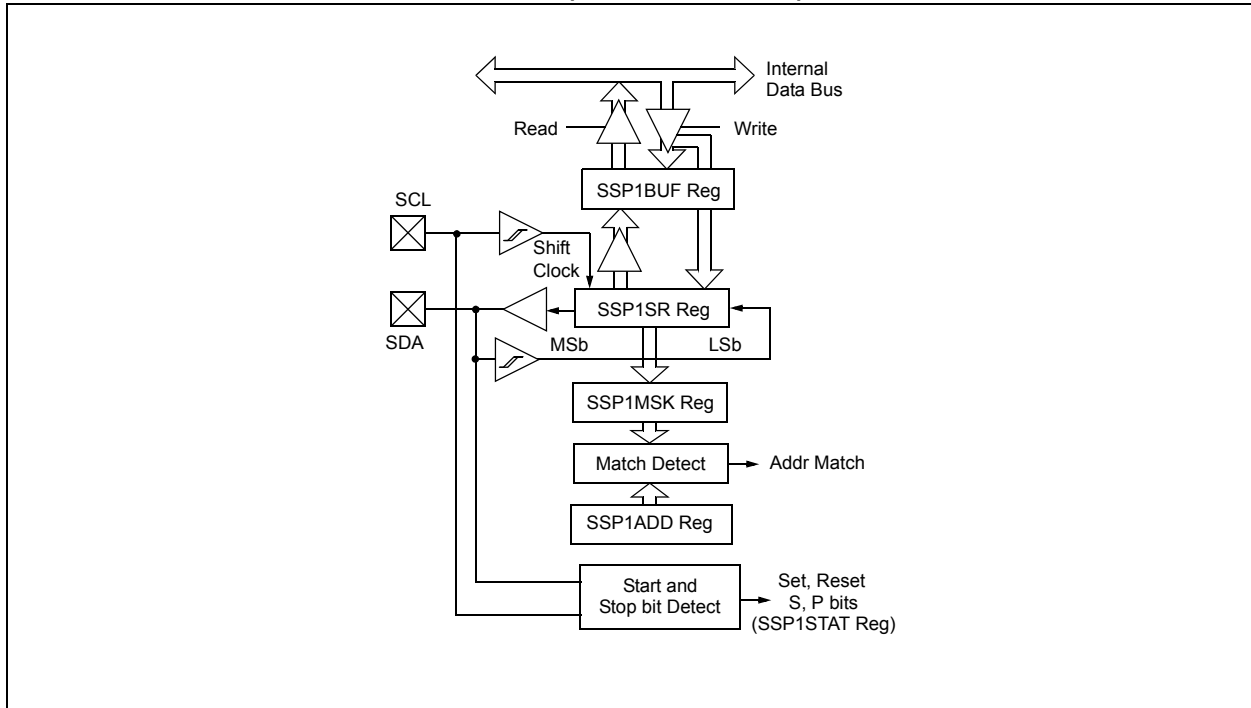 Internal
Data Bus
Read
Write
SSP1BUF Reg
SCL
Shift
Clock
SSP1SR Reg
SDA
MSb
LSb
SSP1MSK Reg
Match Detect
Addr Match
SSP1ADD Reg
Start and
Stop bit Detect
Set, Reset
S, P bits
(SSP1STAT Reg)